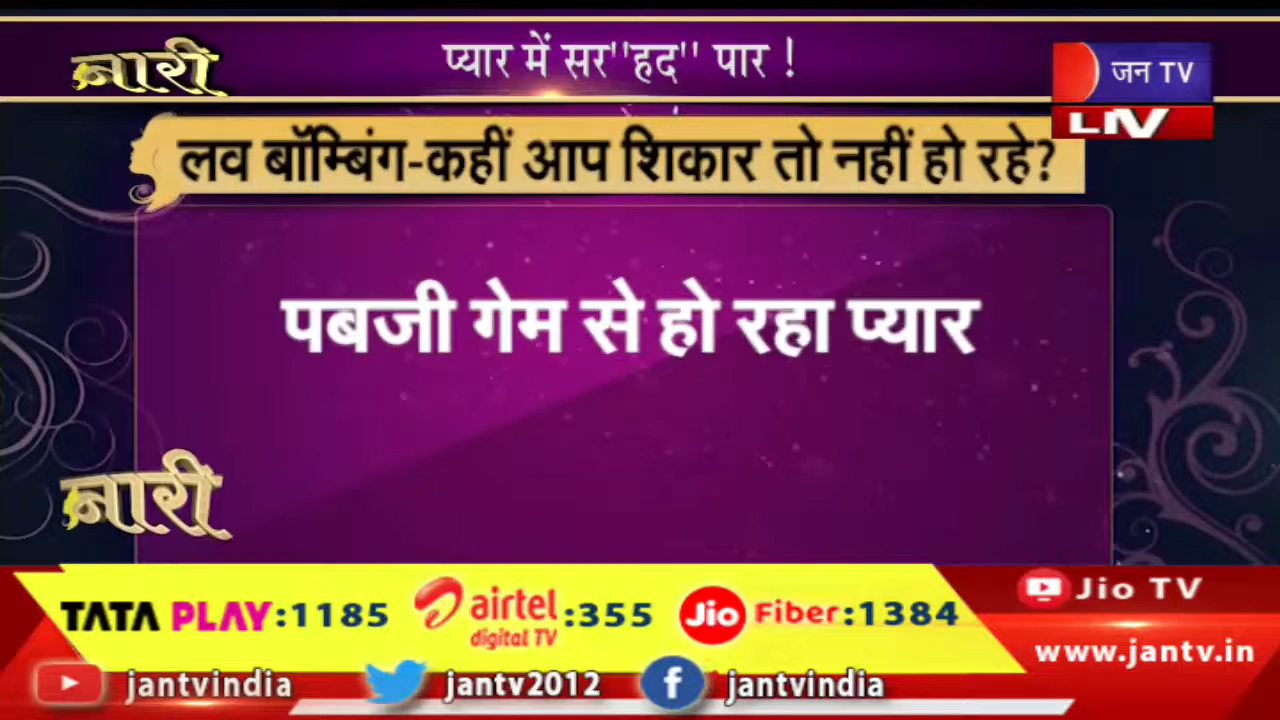 नारी
प्यार में सर"हद" पार !
जन TV
LIV
लव बॉम्बिंग-कहीं आप शिकार तो नहीं हो रहे?
पबजी गेम से हो रहा प्यार
नारी
TATA PLAY:1185
airtel digital TV :355
Jio Fiber:1384
Jio TV
www.jantv.in
jantvindia
jantv2012
jantvindia